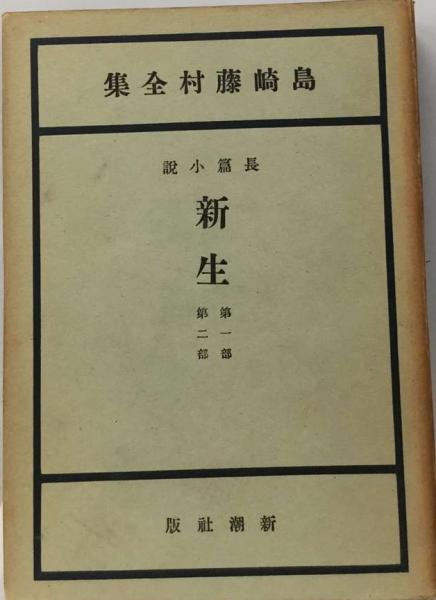 島崎藤村全集
長篇小說
新生
第一部
第二部
新潮社版